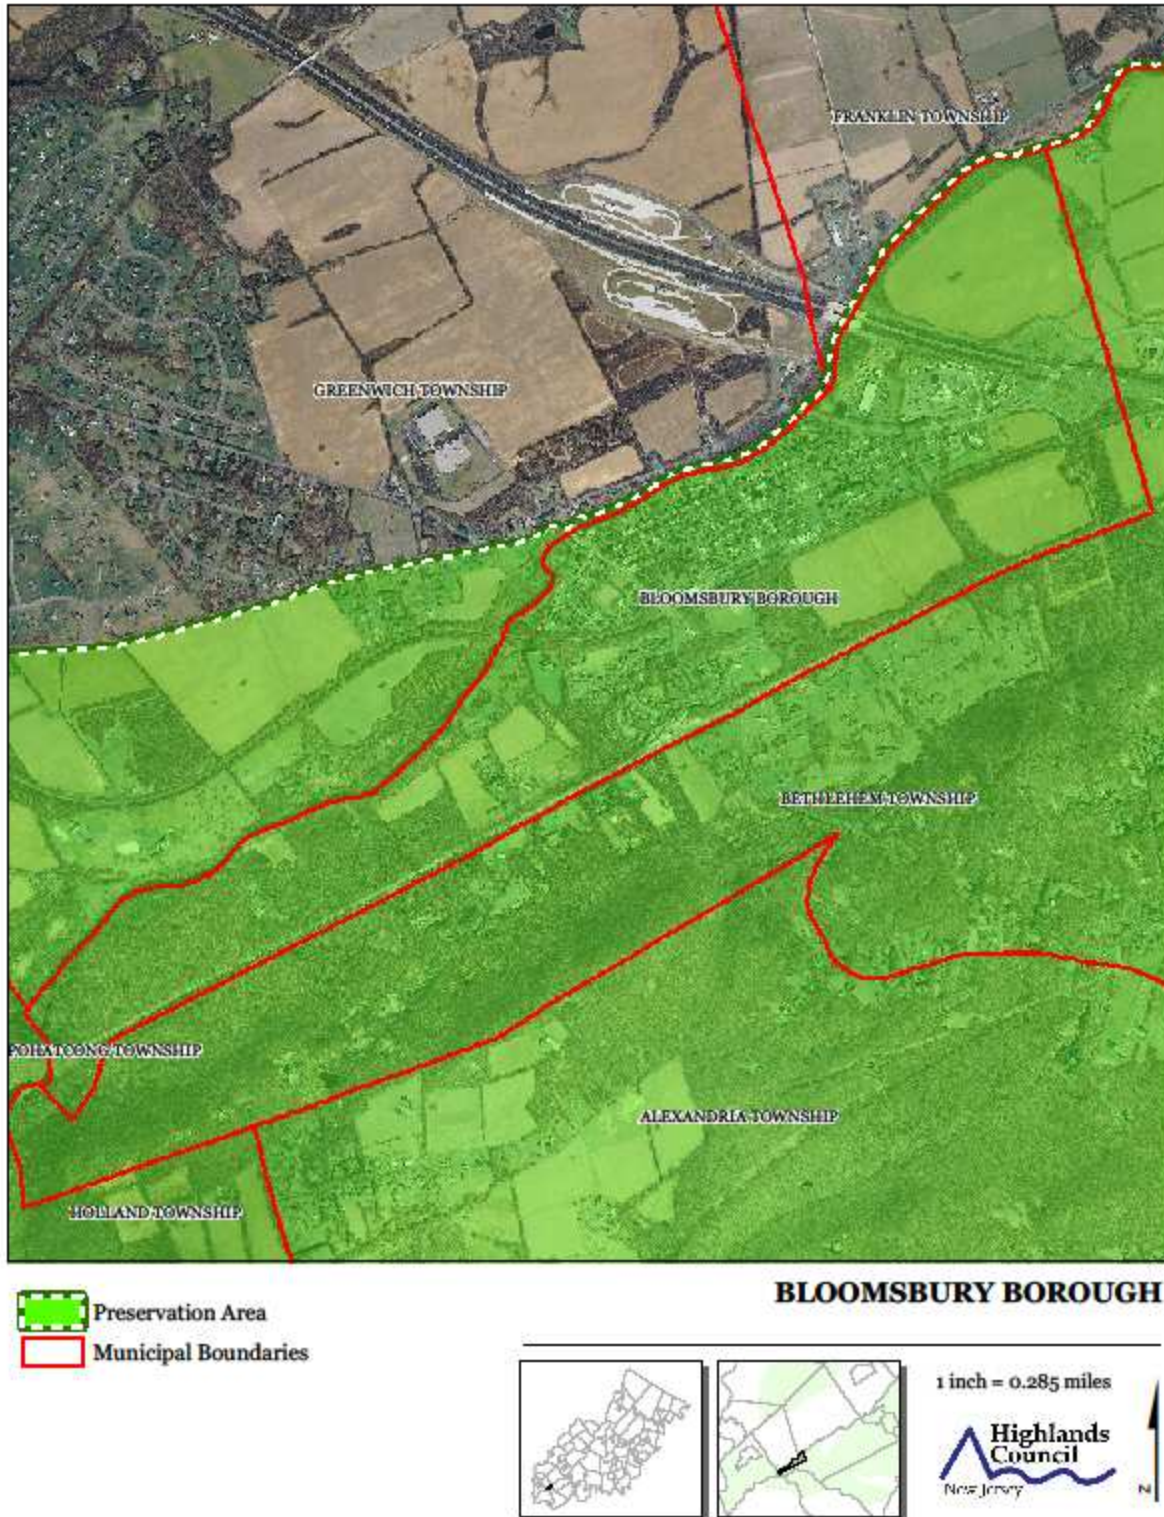 FRANKLIN TOWNSHIP
GREENWICH TOWNSHIP
BLOOMSBURY BOROUGH
BETHLEHEM TOWNSHIP
POHATCONG TOWNSHIP
ALEXANDRIA TOWNSHIP
HOLLAND TOWNSHIP
BLOOMSBURY BOROUGH
Preservation Area
Municipal Boundaries
1 inch = 0.285 miles
Highlands
Council
New Jersey
N